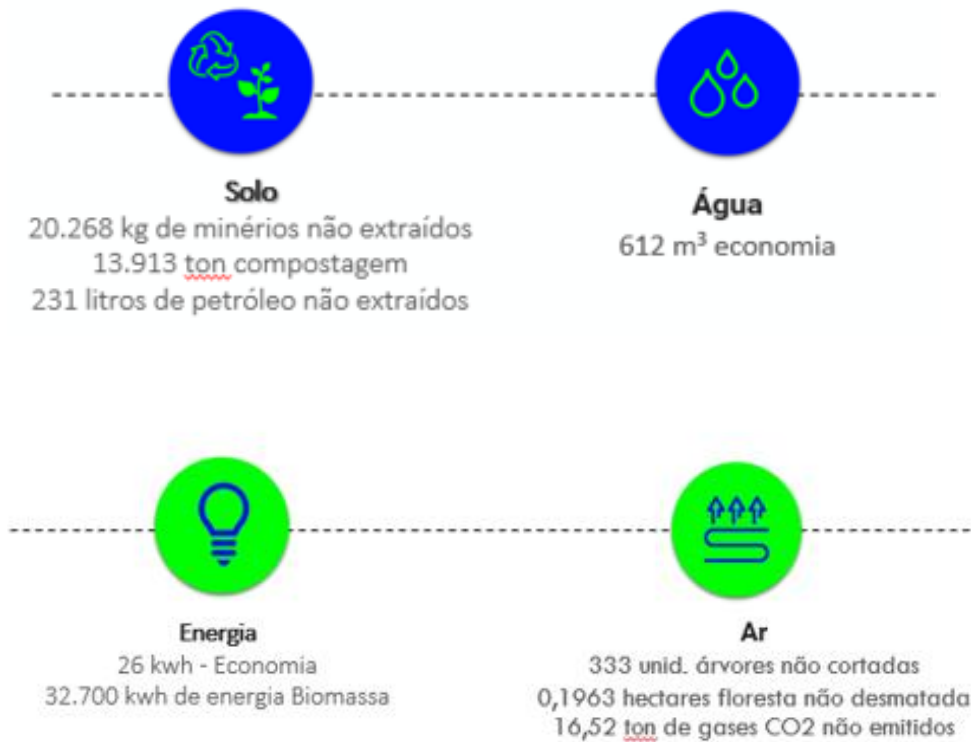 Solo
20.268 kg de minérios não extraídos
13.913 ton compostagem
231 litros de petróleo não extraídos
Água
612 m³ economia
Energia
26 kwh - Economia
32.700 kwh de energia Biomassa
Ar
333 unid. árvores não cortadas
0,1963 hectares floresta não desmatada
16,52 ton de gases CO2 não emitidos